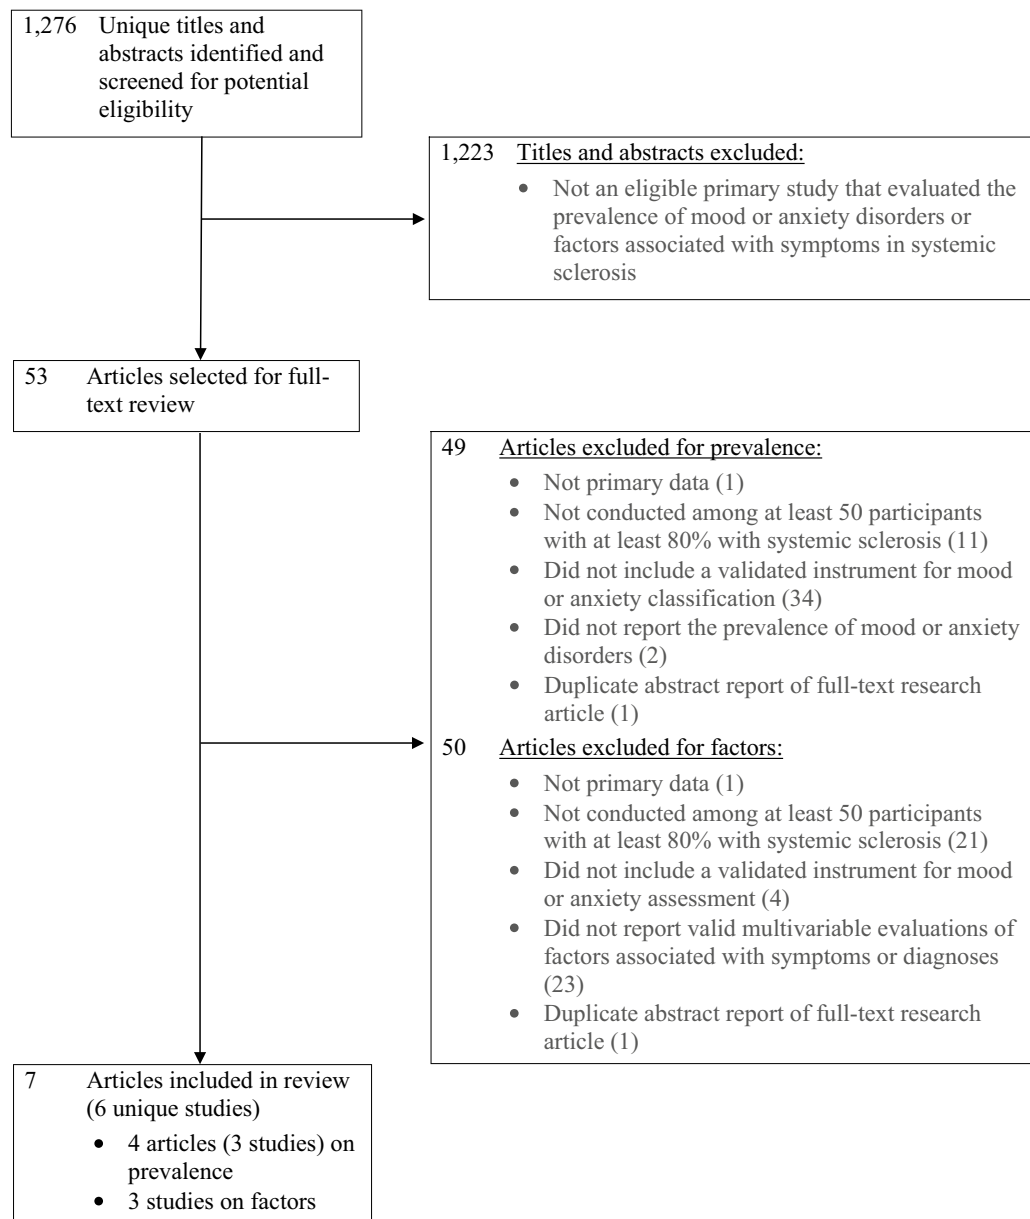 1,276 Unique titles and
abstracts identified and
screened for potential
eligibility
1,223 Titles and abstracts excluded:
• Not an eligible primary study that evaluated the
prevalence of mood or anxiety disorders or
factors associated with symptoms in systemic
sclerosis
53 Articles selected for full-
text review
49 Articles excluded for prevalence:
• Not primary data (1)
• Not conducted among at least 50 participants
with at least 80% with systemic sclerosis (11)
• Did not include a validated instrument for mood
or anxiety classification (34)
• Did not report the prevalence of mood or anxiety
disorders (2)
• Duplicate abstract report of full-text research
article (1)
50 Articles excluded for factors:
• Not primary data (1)
• Not conducted among at least 50 participants
with at least 80% with systemic sclerosis (21)
• Did not include a validated instrument for mood
or anxiety assessment (4)
• Did not report valid multivariable evaluations of
factors associated with symptoms or diagnoses
(23)
• Duplicate abstract report of full-text research
article (1)
7 Articles included in review
(6 unique studies)
• 4 articles (3 studies) on
prevalence
• 3 studies on factors